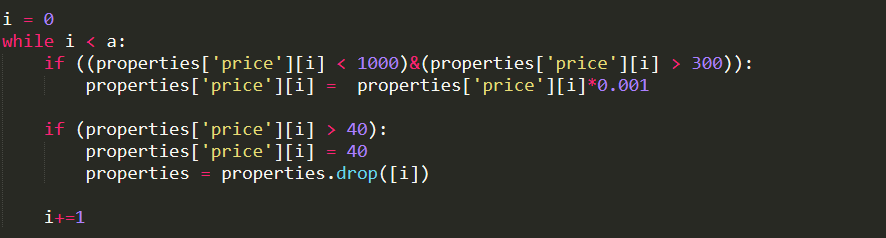 i = 0
while i < a:
    if ((properties['price'][i] < 1000)&(properties['price'][i] > 300)):
        properties['price'][i] =  properties['price'][i]*0.001

    if (properties['price'][i] > 40):
        properties['price'][i] = 40
        properties = properties.drop([i])

    i+=1